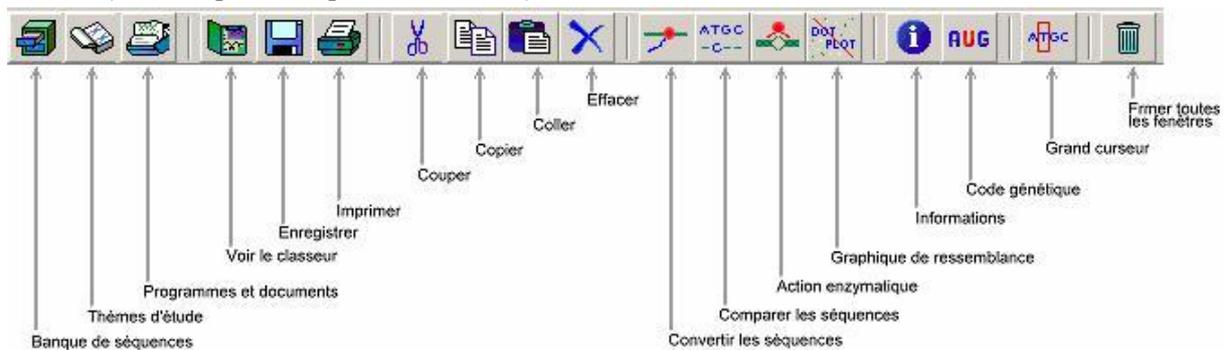 ATGC
-C--
DOT
PLOT
i
AUG
ATGC
Effacer
Frmer toutes
les fenêtres
Coller
Grand curseur
Copier
Couper
Code génétique
Imprimer
Informations
Enregistrer
Voir le classeur
Graphique de ressemblance
Action enzymatique
Programmes et documents
Thèmes d'étude
Comparer les séquences
Banque de séquences
Convertir les séquences